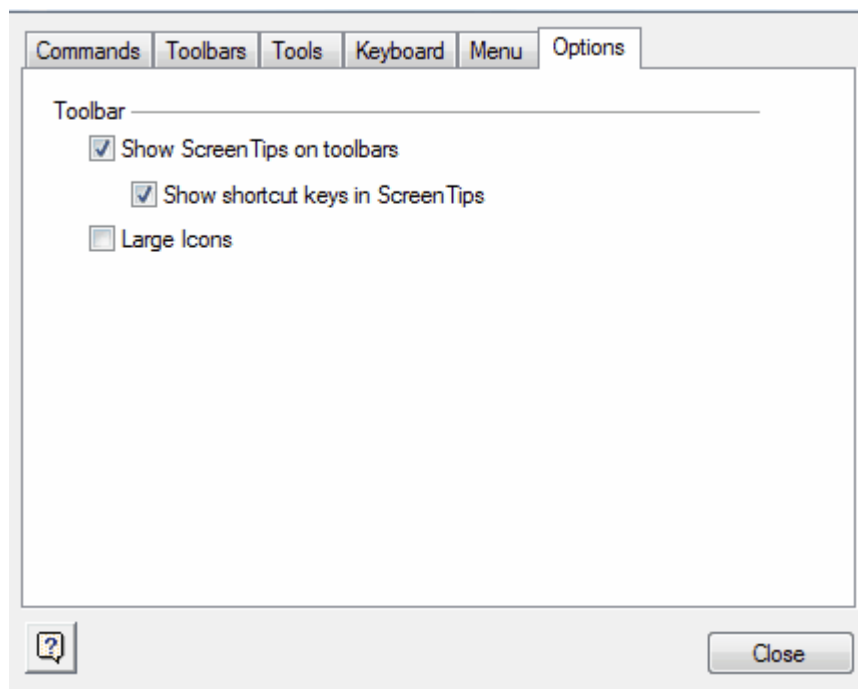 Commands Toolbars Tools Keyboard Menu Options
Toolbar
Show ScreenTips on toolbars
Show shortcut keys in ScreenTips
Large Icons
?
Close